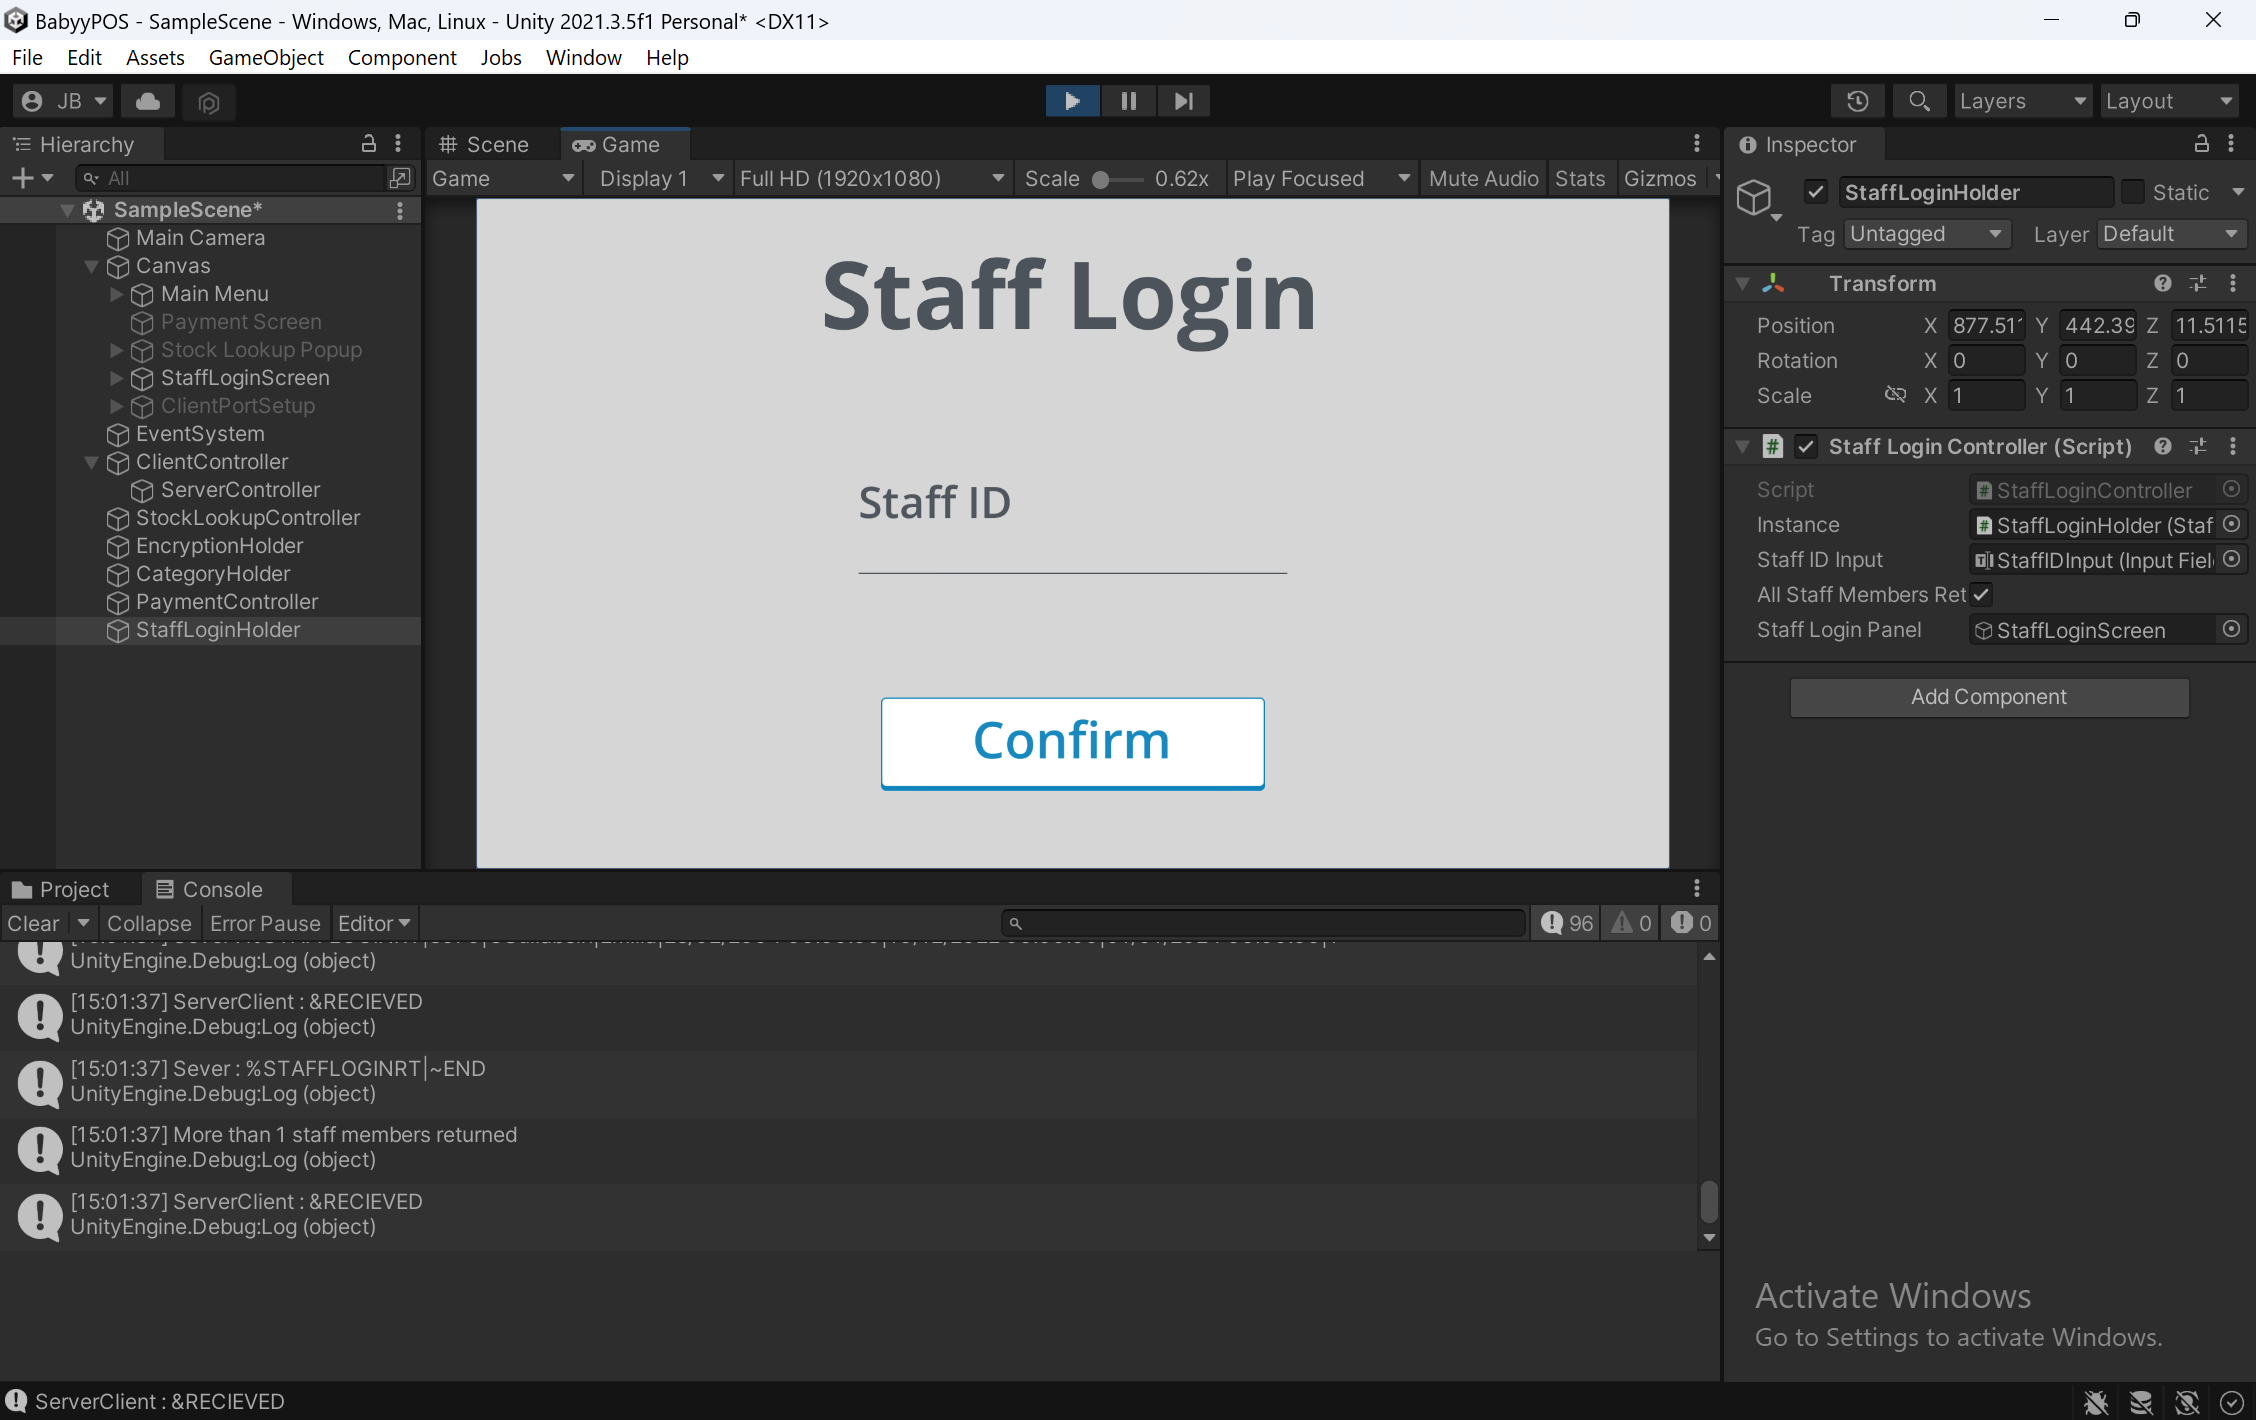 BabyyPOS - SampleScene - Windows, Mac, Linux - Unity 2021.3.5f1 Personal* <DX11>
File Edit Assets GameObject Component Jobs Window Help
JB
Layers Layout
Hierarchy
All
SampleScene*
Main Camera
Canvas
Main Menu
Payment Screen
Stock Lookup Popup
StaffLoginScreen
ClientPortSetup
EventSystem
ClientController
ServerController
StockLookupController
EncryptionHolder
CategoryHolder
PaymentController
StaffLoginHolder
Scene Game
Game Display 1 Full HD (1920x1080) Scale 0.62x Play Focused Mute Audio Stats Gizmos
Staff Login
Staff ID
Confirm
Inspector
StaffLoginHolder Static
Tag Untagged Layer Default
Transform
Position X 877.51 Y 442.39 Z 11.5115
Rotation X 0 Y 0 Z 0
Scale X 1 Y 1 Z 1
# Staff Login Controller (Script)
Script # StaffLoginController
Instance # StaffLoginHolder (Staf
Staff ID Input StaffIDInput (Input Fiel
All Staff Members Ret
Staff Login Panel StaffLoginScreen
Add Component
Project Console
Clear Collapse Error Pause Editor 96 0 0
UnityEngine.Debug:Log (object)
[15:01:37] ServerClient : &RECIEVED
UnityEngine.Debug:Log (object)
[15:01:37] Sever : %STAFFLOGINRT|~END
UnityEngine.Debug:Log (object)
[15:01:37] More than 1 staff members returned
UnityEngine.Debug:Log (object)
[15:01:37] ServerClient : &RECIEVED
UnityEngine.Debug:Log (object)
Activate Windows
Go to Settings to activate Windows.
ServerClient : &RECIEVED